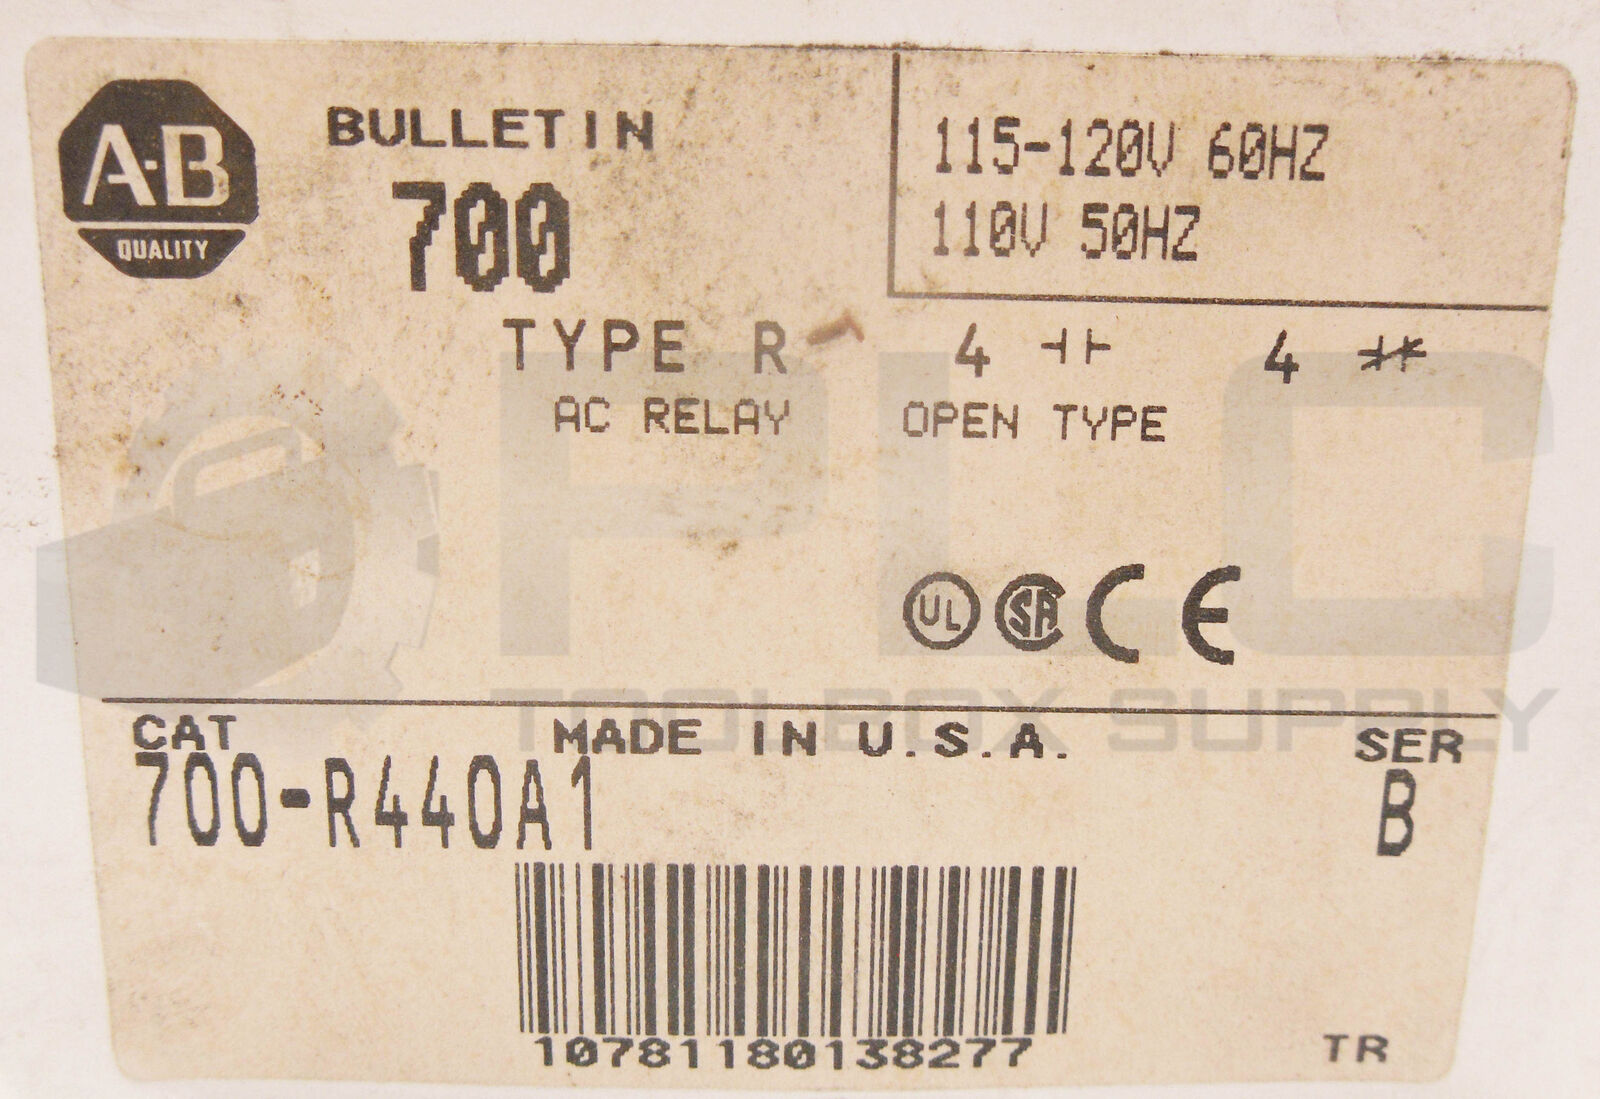 A-B
QUALITY
BULLETIN
700
115-120V 60HZ
110V 50HZ
TYPE R
4 4
AC RELAY OPEN TYPE
UL SA CE
PLC
TOOLBOX SUPPLY
CAT MADE IN U.S.A. SER
700-R440A1 B
10781180138277
TR